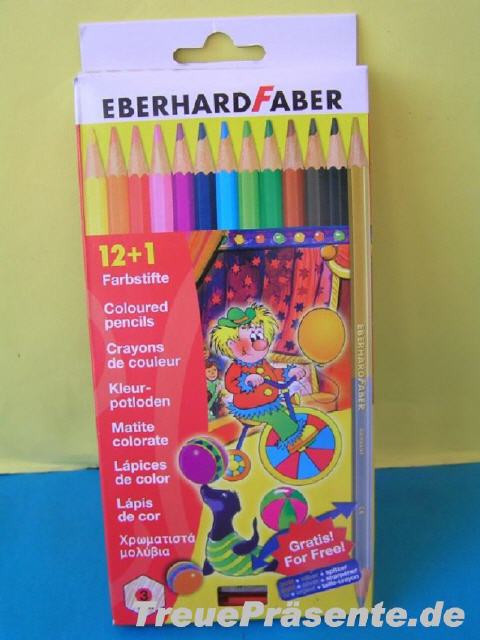 EBERHARDFABER
12+1
Farbstifte
Coloured
pencils
Crayons
de couleur
Kleur-
potloden
Matite
colorate
Lápices
de color
Lápis
de cor
Χρωματιστά
μολύβια
EBERHARDFABER
Gratis!
For Free!
3
TreuePräsente.de